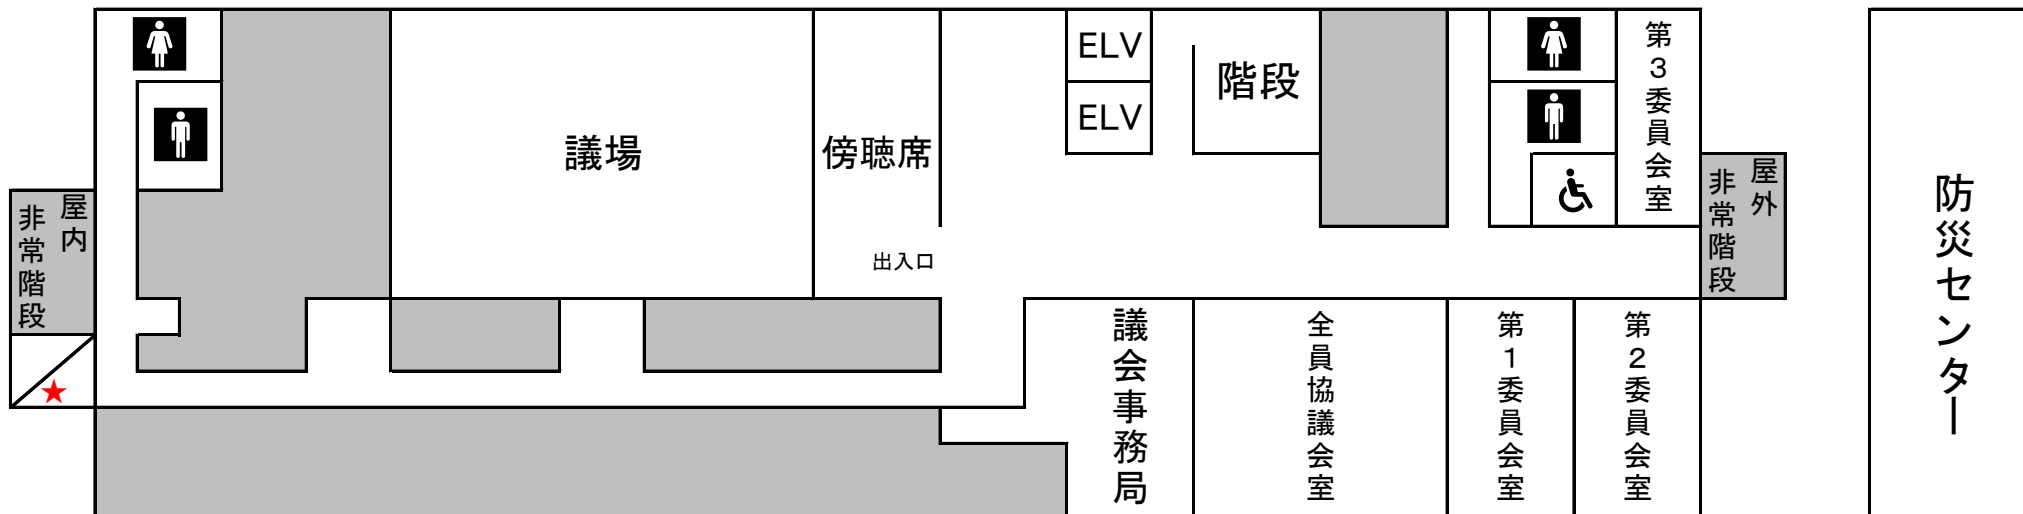 ELV
ELV
階段
第3委員会室
議場
傍聴席
出入口
屋内
非常階段
屋外
非常階段
防災センター
議会事務局
全員協議会室
第1委員会室
第2委員会室